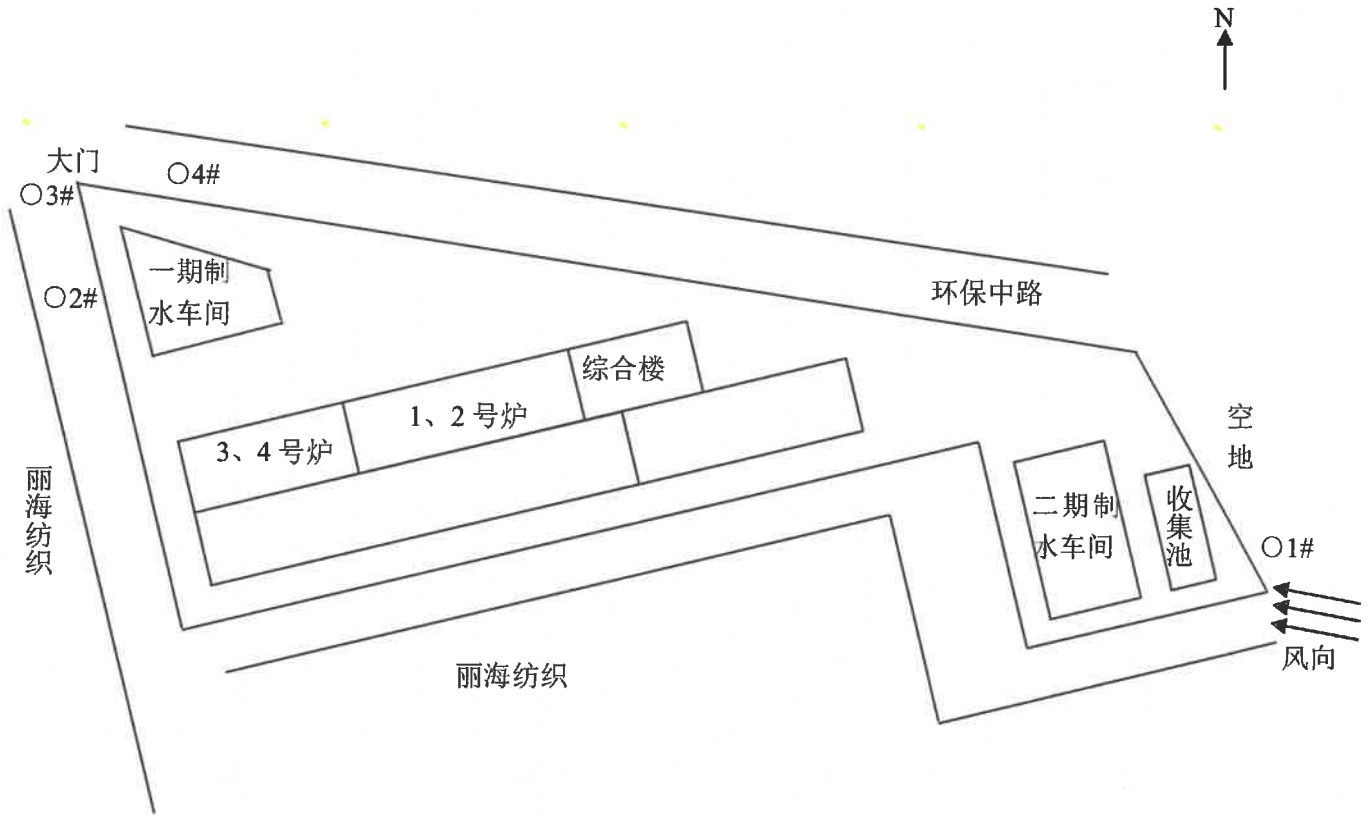 N
大门
○4#
○3#
一期制
水车间
○2#
环保中路
综合楼
1、2号炉
3、4号炉
空地
丽海纺织
二期制
水车间
收集池
○1#
风向
丽海纺织